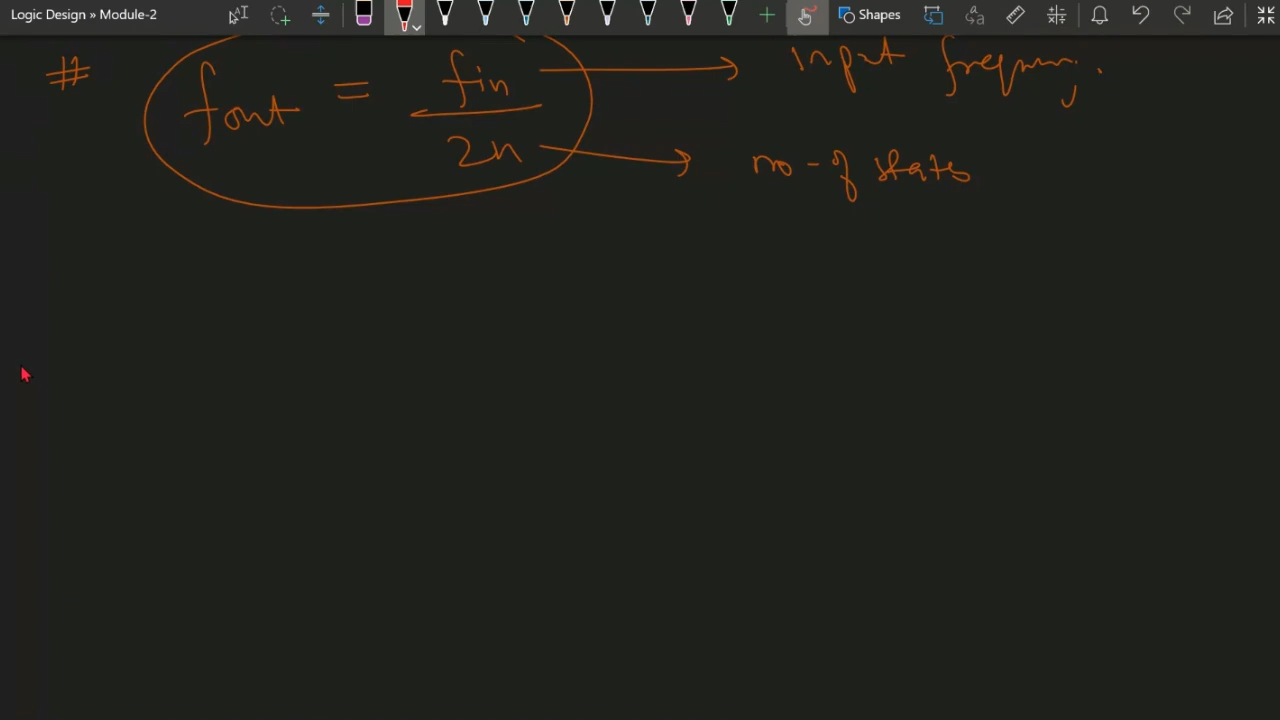 Logic Design » Module-2
Shapes
# fout = fin / 2n
input frequency.
no-of states